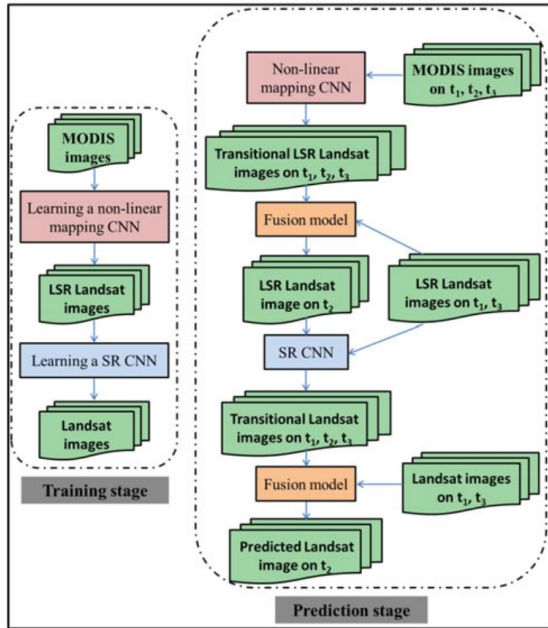 MODIS
images
Learning a non-linear
mapping CNN
LSR Landsat
images
Learning a SR CNN
Landsat
images
Training stage
Non-linear
mapping CNN
MODIS images
on t₁, t₂, t₃
Transitional LSR Landsat
images on t₁, t₂, t₃
Fusion model
LSR Landsat
image on t₂
LSR Landsat
images on t₁, t₃
SR CNN
Transitional Landsat
images on t₁, t₂, t₃
Fusion model
Landsat images
on t₁, t₃
Predicted Landsat
image on t₂
Prediction stage